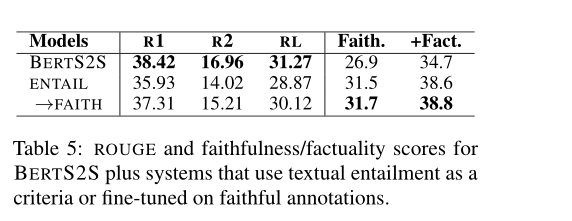 Models R1 R2 RL Faith. +Fact.
BERTS2S 38.42 16.96 31.27 26.9 34.7
ENTAIL 35.93 14.02 28.87 31.5 38.6
→FAITH 37.31 15.21 30.12 31.7 38.8
Table 5: ROUGE and faithfulness/factuality scores for
BERTS2S plus systems that use textual entailment as a
criteria or fine-tuned on faithful annotations.